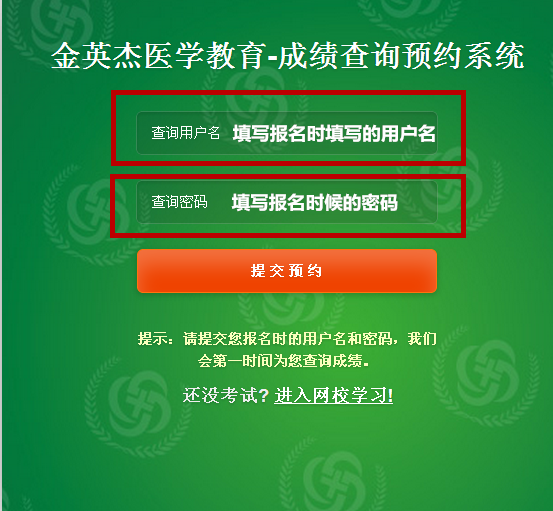 金英杰医学教育-成绩查询预约系统
查询用户名 填写报名时填写的用户名
查询密码 填写报名时候的密码
提交预约
提示：请提交您报名时的用户名和密码，我们
会第一时间为您查询成绩。
还没考试? 进入网校学习!